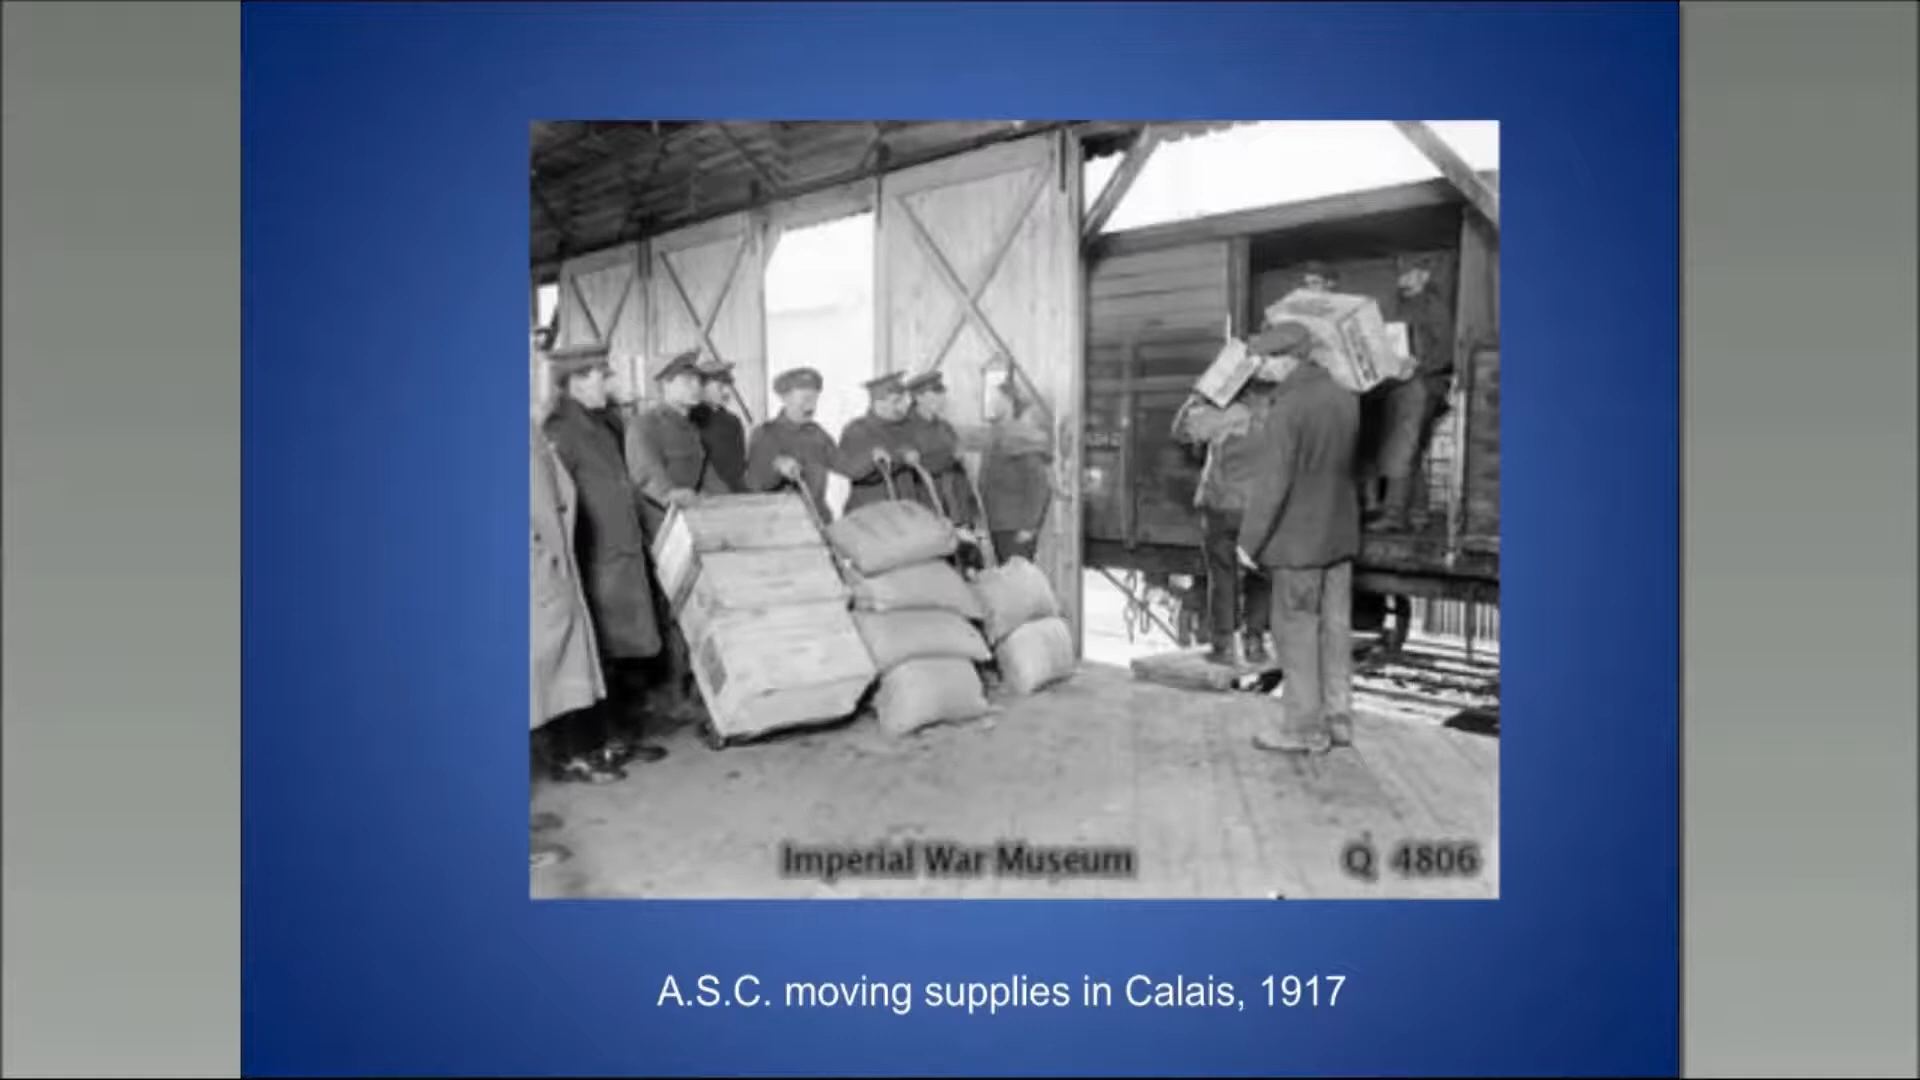 Imperial War Museum Q 4806
A.S.C. moving supplies in Calais, 1917